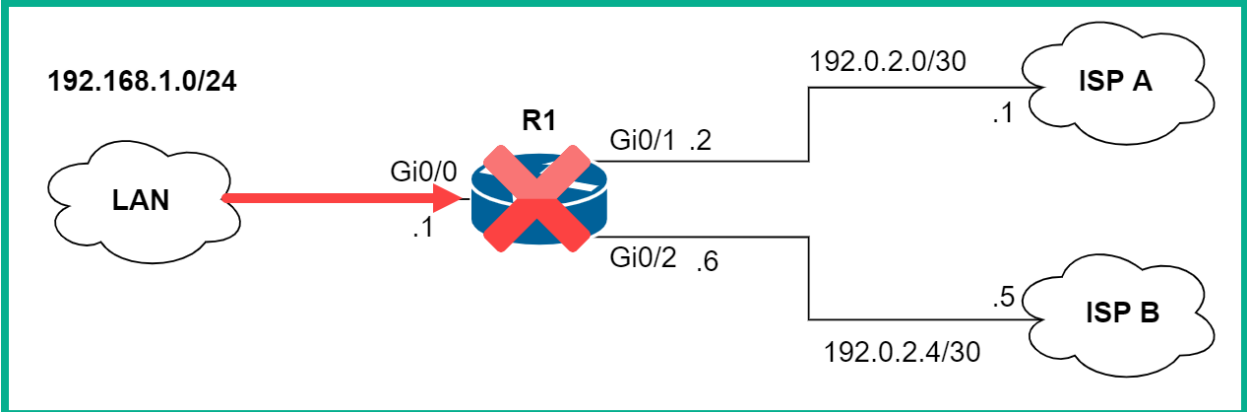 192.168.1.0/24
LAN
Gi0/0
.1
R1
Gi0/1 .2
Gi0/2 .6
192.0.2.0/30
.1
ISP A
.5
ISP B
192.0.2.4/30